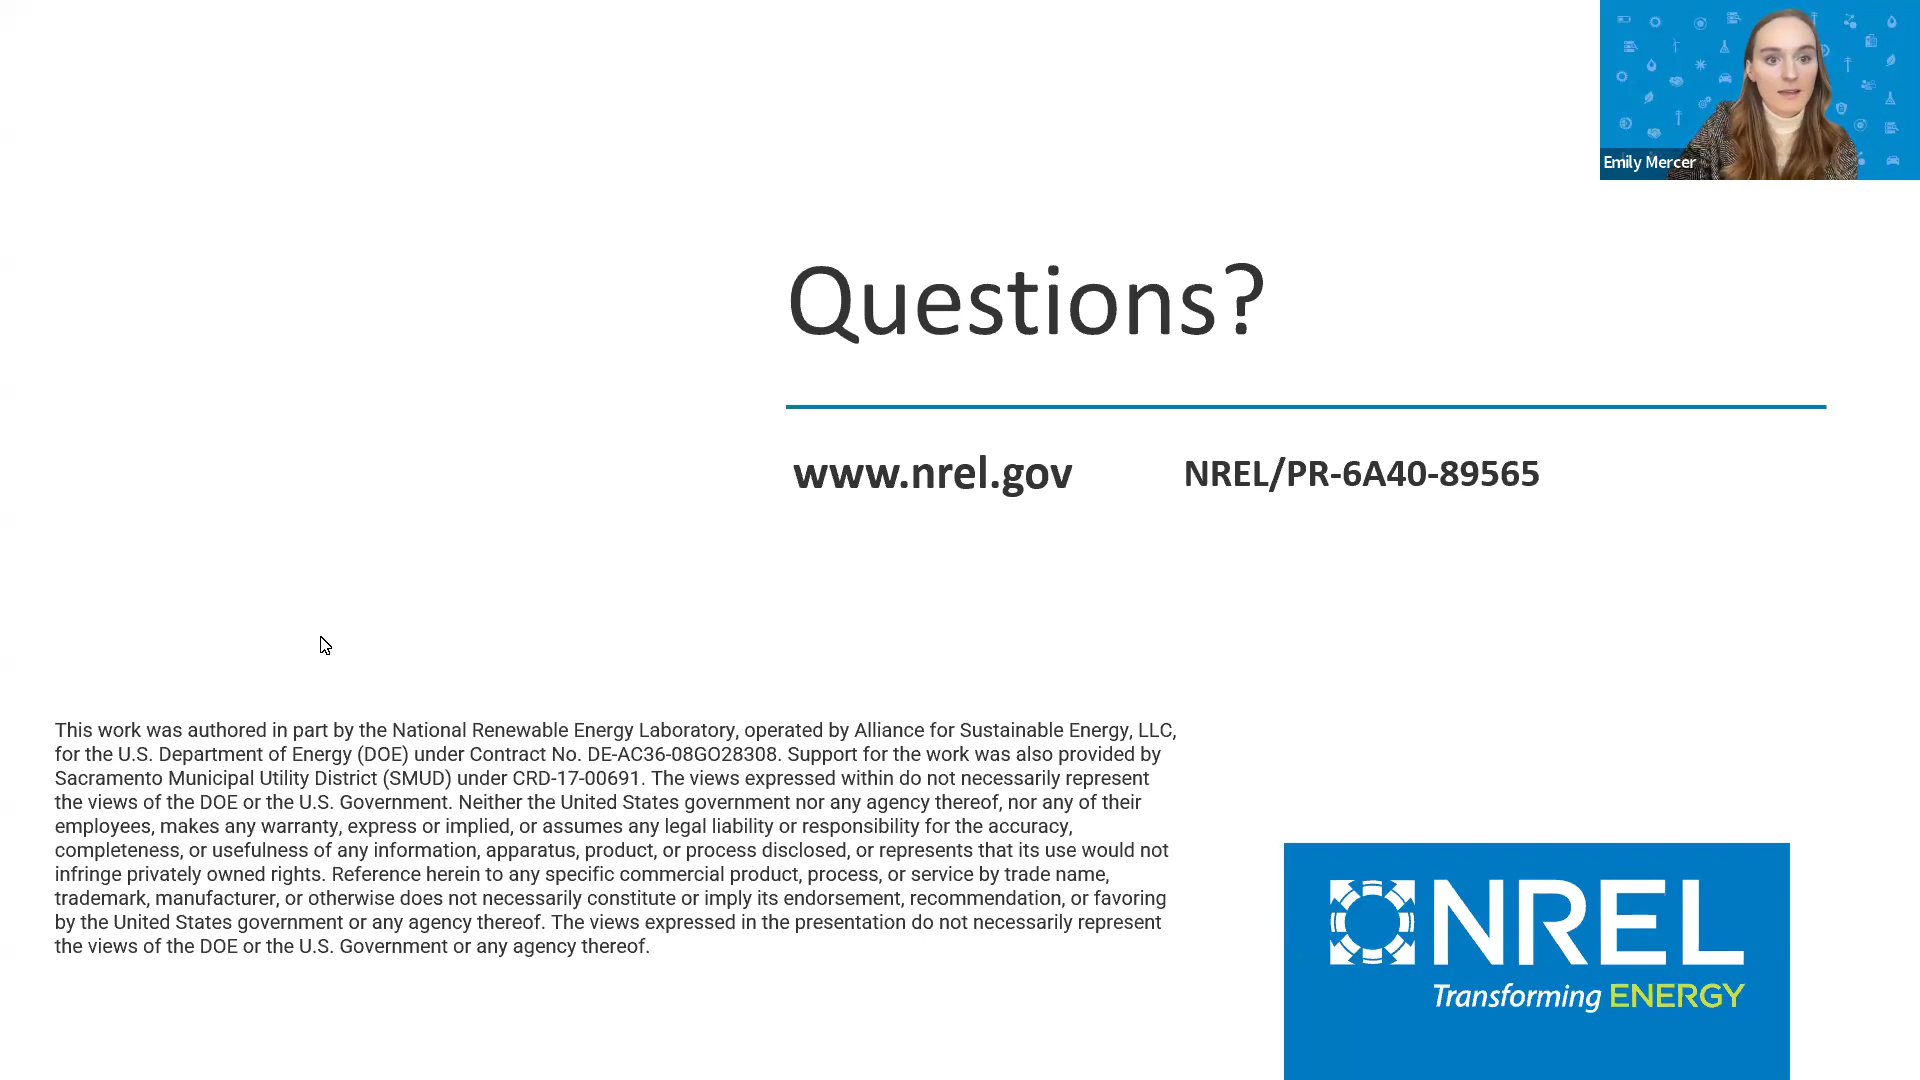 Emily Mercer
Questions?
www.nrel.gov
NREL/PR-6A40-89565
This work was authored in part by the National Renewable Energy Laboratory, operated by Alliance for Sustainable Energy, LLC,
for the U.S. Department of Energy (DOE) under Contract No. DE-AC36-08GO28308. Support for the work was also provided by
Sacramento Municipal Utility District (SMUD) under CRD-17-00691. The views expressed within do not necessarily represent
the views of the DOE or the U.S. Government. Neither the United States government nor any agency thereof, nor any of their
employees, makes any warranty, express or implied, or assumes any legal liability or responsibility for the accuracy,
completeness, or usefulness of any information, apparatus, product, or process disclosed, or represents that its use would not
infringe privately owned rights. Reference herein to any specific commercial product, process, or service by trade name,
trademark, manufacturer, or otherwise does not necessarily constitute or imply its endorsement, recommendation, or favoring
by the United States government or any agency thereof. The views expressed in the presentation do not necessarily represent
the views of the DOE or the U.S. Government or any agency thereof.
NREL
Transforming ENERGY